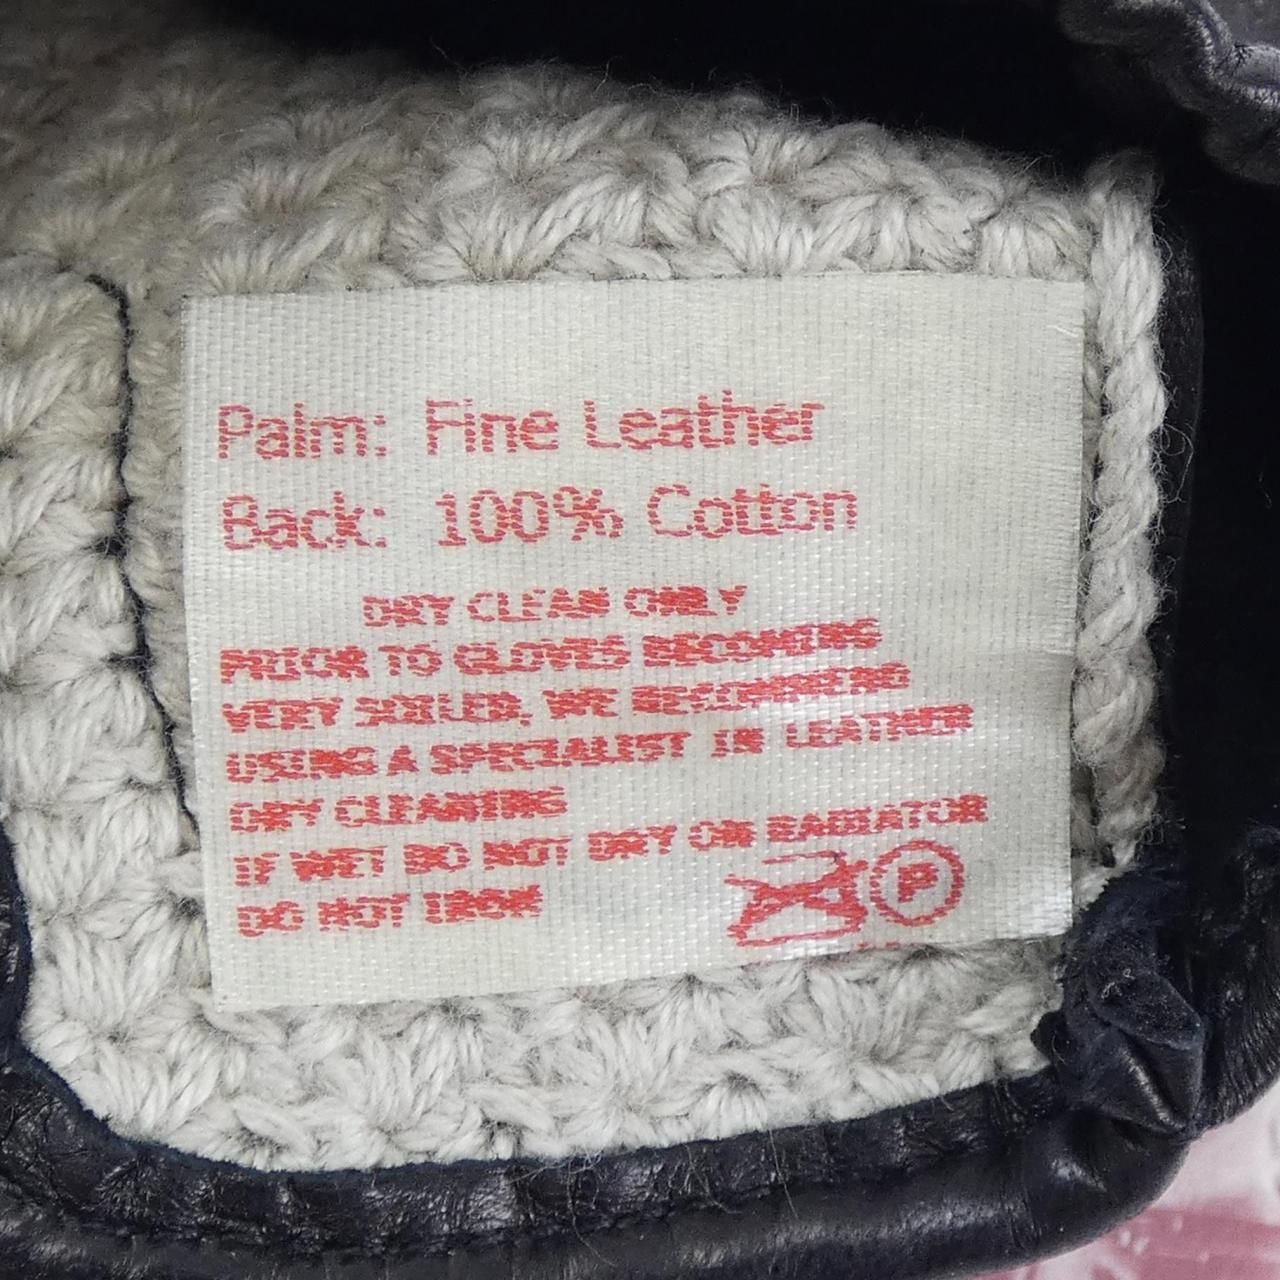 Palm: Fine Leather
Back: 100% Cotton
DRY CLEAN ONLY
PRIOR TO GLOVES BECOMING
VERY SOILED, WE RECOMMEND
USING A SPECIALIST IN LEATHER
DRY CLEANING
IF WET DO NOT DRY ON RADIATOR
DO NOT IRON
P